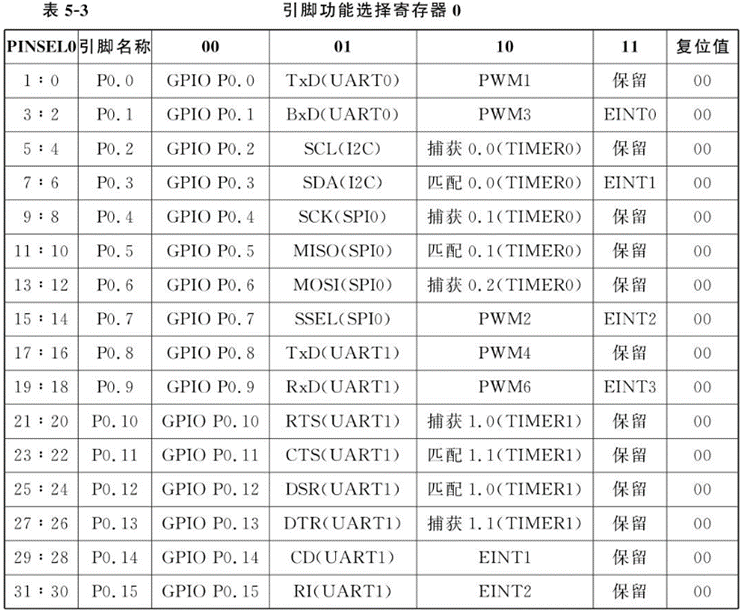 表 5-3 引脚功能选择寄存器 0
PINSEL0 引脚名称 00 01 10 11 复位值
1:0 P0.0 GPIO P0.0 TxD(UART0) PWM1 保留 00
3:2 P0.1 GPIO P0.1 BxD(UART0) PWM3 EINT0 00
5:4 P0.2 GPIO P0.2 SCL(I2C) 捕获 0.0(TIMER0) 保留 00
7:6 P0.3 GPIO P0.3 SDA(I2C) 匹配 0.0(TIMER0) EINT1 00
9:8 P0.4 GPIO P0.4 SCK(SPI0) 捕获 0.1(TIMER0) 保留 00
11:10 P0.5 GPIO P0.5 MISO(SPI0) 匹配 0.1(TIMER0) 保留 00
13:12 P0.6 GPIO P0.6 MOSI(SPI0) 捕获 0.2(TIMER0) 保留 00
15:14 P0.7 GPIO P0.7 SSEL(SPI0) PWM2 EINT2 00
17:16 P0.8 GPIO P0.8 TxD(UART1) PWM4 保留 00
19:18 P0.9 GPIO P0.9 RxD(UART1) PWM6 EINT3 00
21:20 P0.10 GPIO P0.10 RTS(UART1) 捕获 1.0(TIMER1) 保留 00
23:22 P0.11 GPIO P0.11 CTS(UART1) 匹配 1.1(TIMER1) 保留 00
25:24 P0.12 GPIO P0.12 DSR(UART1) 匹配 1.0(TIMER1) 保留 00
27:26 P0.13 GPIO P0.13 DTR(UART1) 捕获 1.1(TIMER1) 保留 00
29:28 P0.14 GPIO P0.14 CD(UART1) EINT1 保留 00
31:30 P0.15 GPIO P0.15 RI(UART1) EINT2 保留 00